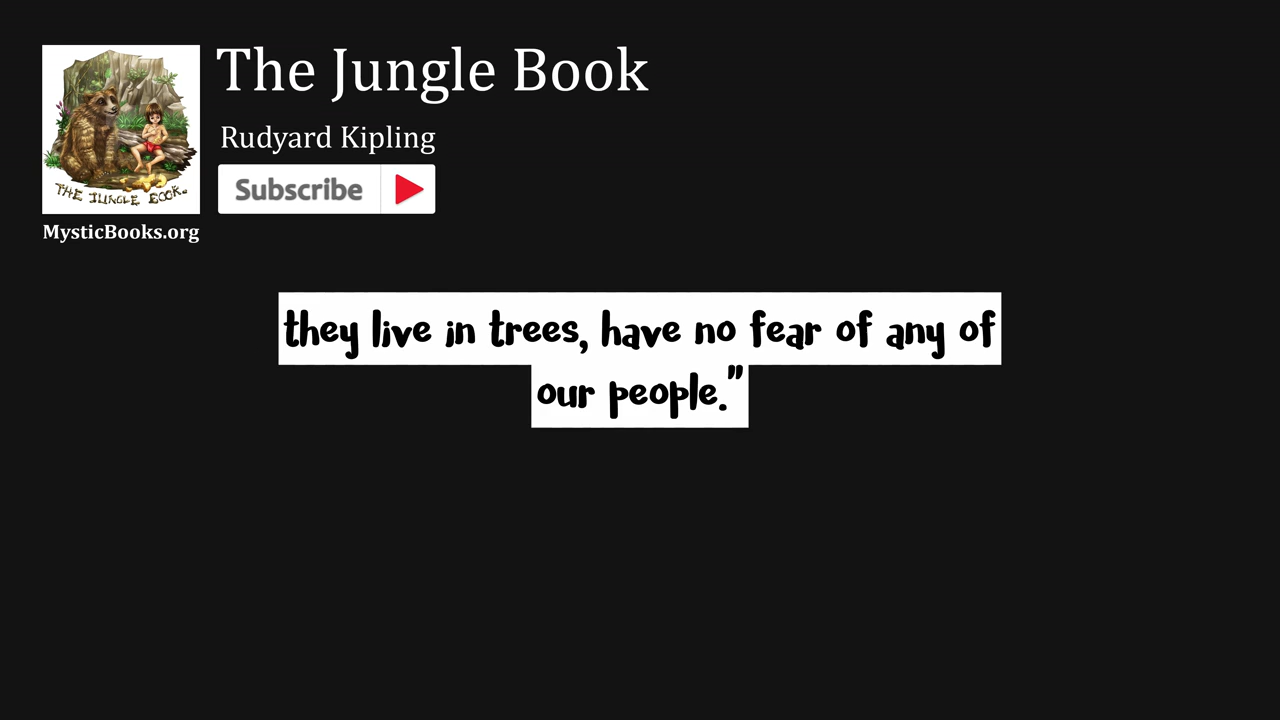 The Jungle Book
Rudyard Kipling
Subscribe
THE JUNGLE BOOK.
MysticBooks.org
they live in trees, have no fear of any of
our people."